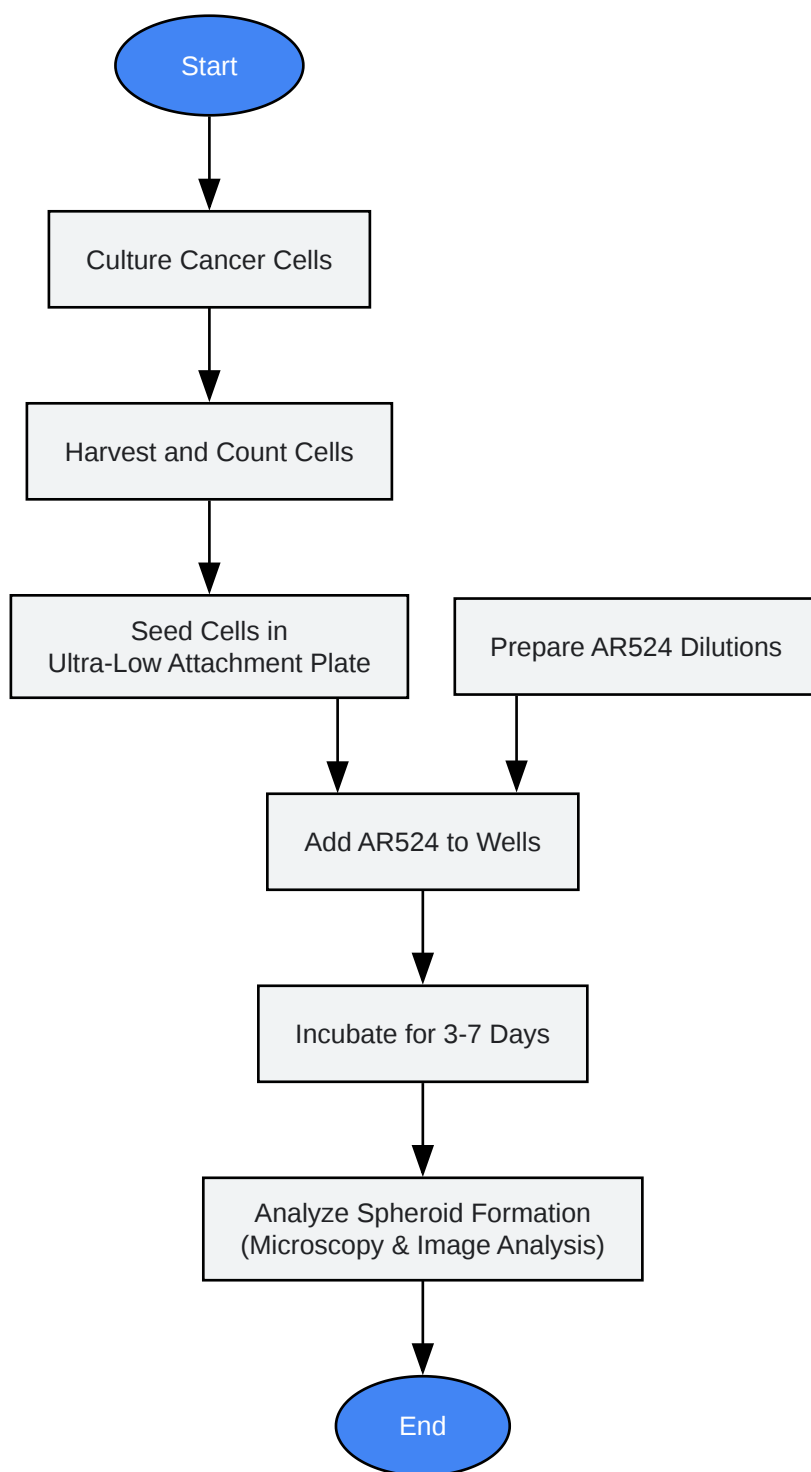 Start
Culture Cancer Cells
Harvest and Count Cells
Seed Cells in
Ultra-Low Attachment Plate
Prepare AR524 Dilutions
Add AR524 to Wells
Incubate for 3-7 Days
Analyze Spheroid Formation
(Microscopy & Image Analysis)
End